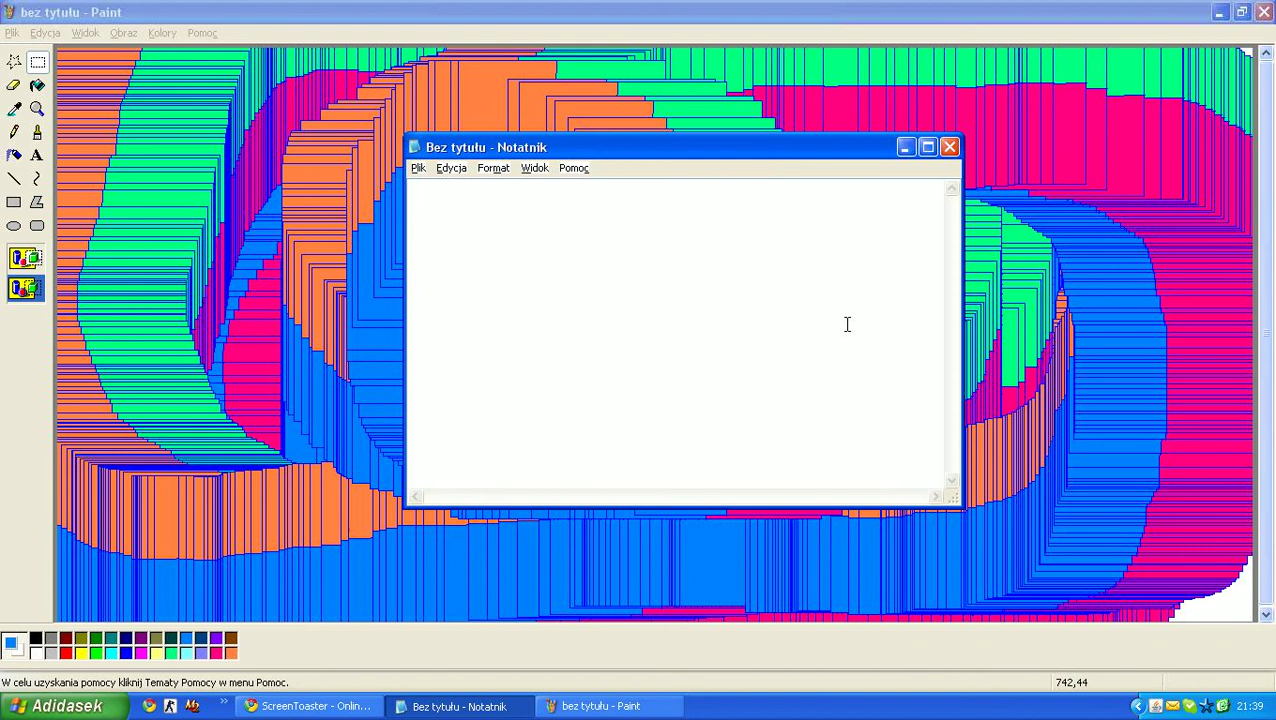 bez tytułu - Paint
Plik Edycja Widok Obraz Kolory Pomoc
Bez tytułu - Notatnik
Plik Edycja Format Widok Pomoc
W celu uzyskania pomocy kliknij Tematy Pomocy w menu Pomoc.
742,44
Adidasek
ScreenToaster - Onlin...
Bez tytułu - Notatnik
bez tytułu - Paint
21:39